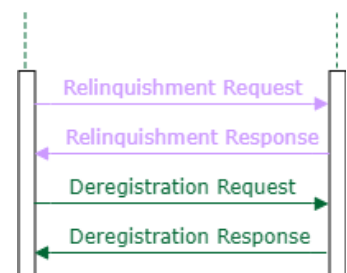 Relinquishment Request
Relinquishment Response
Deregistration Request
Deregistration Response